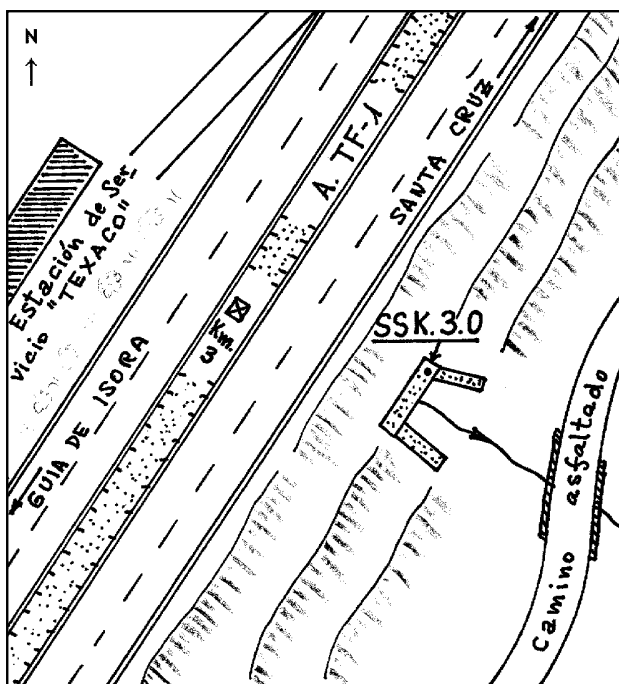 N
A. TF-1
SANTA CRUZ
Estación de Ser-
vicio "TEXACO"
Km.
3
SSK.3.0
GUIA DE ISORA
Camino asfaltado